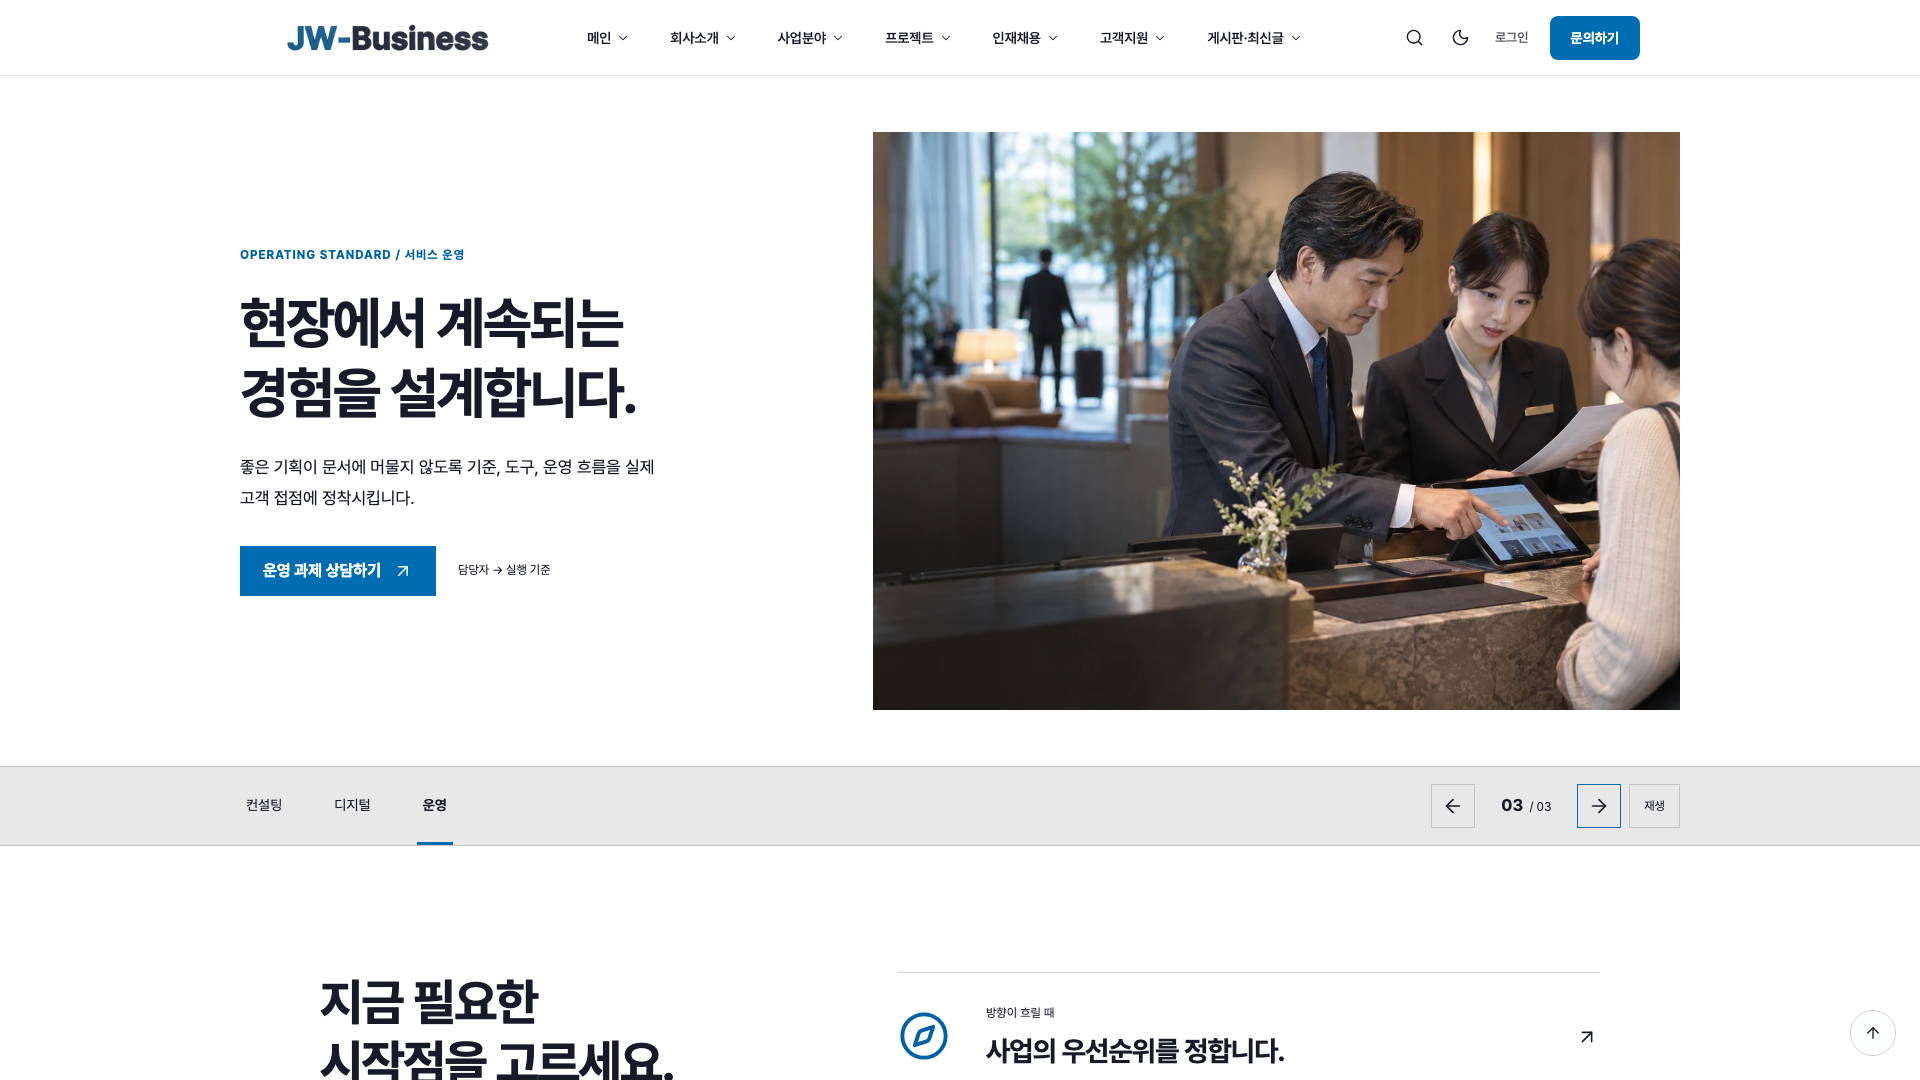 JW-Business
메인
회사소개
사업분야
프로젝트
인재채용
고객지원
게시판·최신글
로그인
문의하기
OPERATING STANDARD / 서비스 운영
현장에서 계속되는
경험을 설계합니다.
좋은 기획이 문서에 머물지 않도록 기준, 도구, 운영 흐름을 실제
고객 접점에 정착시킵니다.
운영 과제 상담하기
담당자 → 실행 기준
컨설팅
디지털
운영
03 / 03
재생
지금 필요한
시작점을 고르세요.
방향이 흐릴 때
사업의 우선순위를 정합니다.